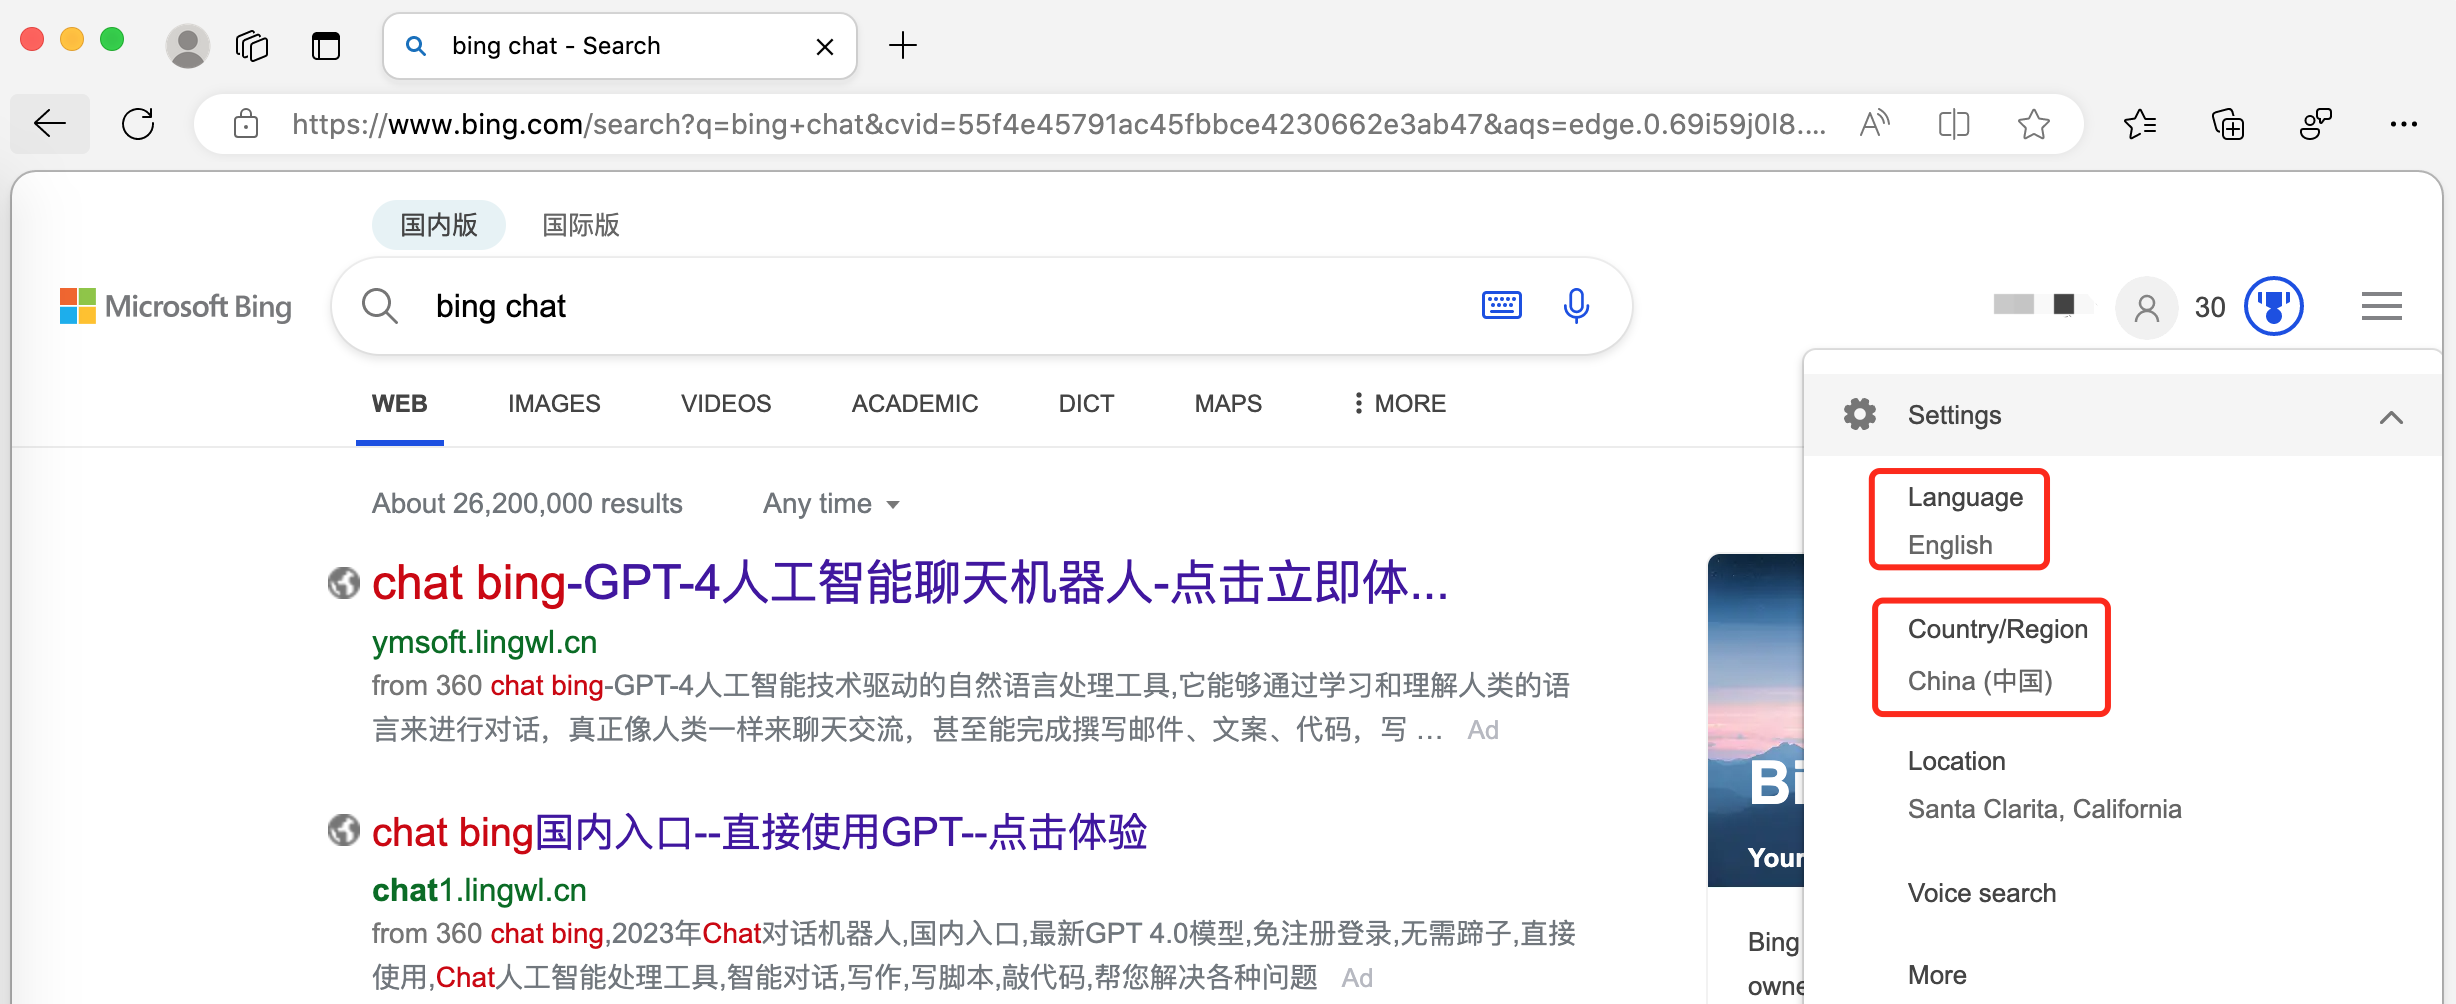 bing chat - Search
https://www.bing.com/search?q=bing+chat&cvid=55f4e45791ac45fbbce4230662e3ab47&aqs=edge.0.69i59j0l8....
国内版 国际版
Microsoft Bing
bing chat
30
WEB IMAGES VIDEOS ACADEMIC DICT MAPS MORE
About 26,200,000 results Any time
chat bing-GPT-4人工智能聊天机器人-点击立即体...
ymsoft.lingwl.cn
from 360 chat bing-GPT-4人工智能技术驱动的自然语言处理工具,它能够通过学习和理解人类的语
言来进行对话，真正像人类一样来聊天交流，甚至能完成撰写邮件、文案、代码，写 ... Ad
chat bing国内入口--直接使用GPT--点击体验
chat1.lingwl.cn
from 360 chat bing,2023年Chat对话机器人,国内入口,最新GPT 4.0模型,免注册登录,无需蹄子,直接
使用,Chat人工智能处理工具,智能对话,写作,写脚本,敲代码,帮您解决各种问题 Ad
Bi
Your
Bing
owne
Settings
Language
English
Country/Region
China (中国)
Location
Santa Clarita, California
Voice search
More